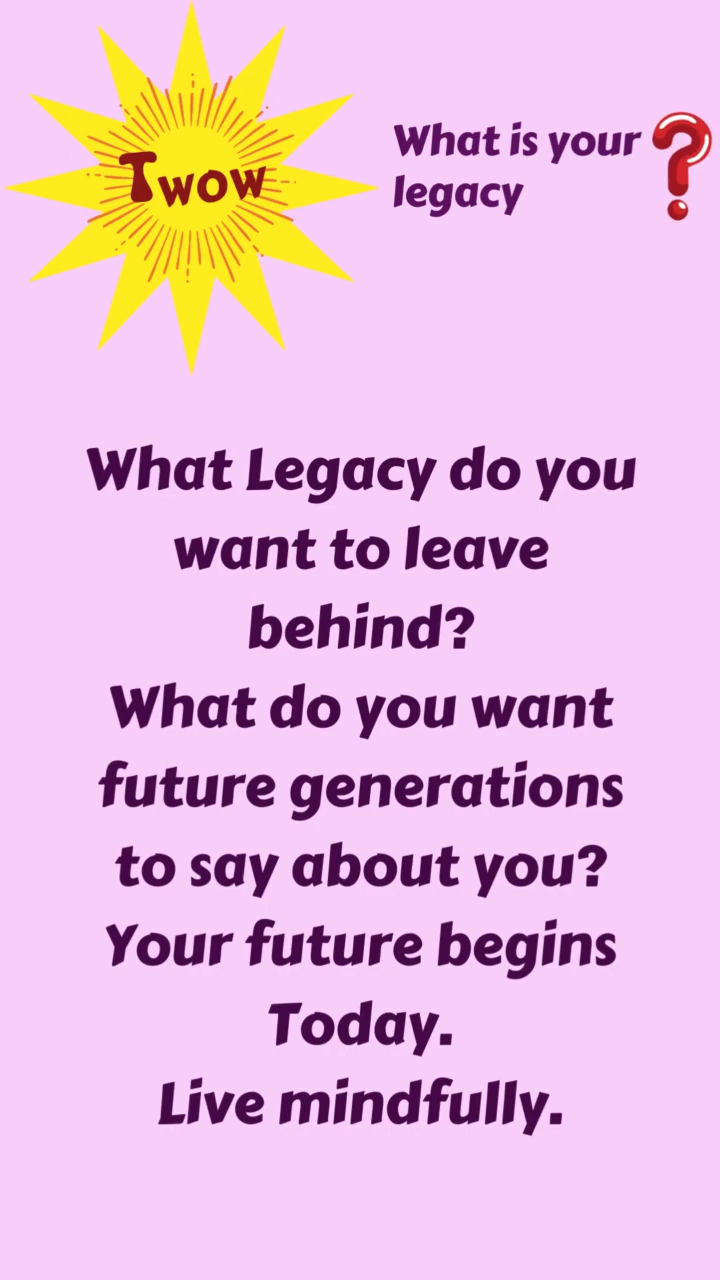 Twow
What is your
legacy ❓
What Legacy do you
want to leave
behind?
What do you want
future generations
to say about you?
Your future begins
Today.
Live mindfully.